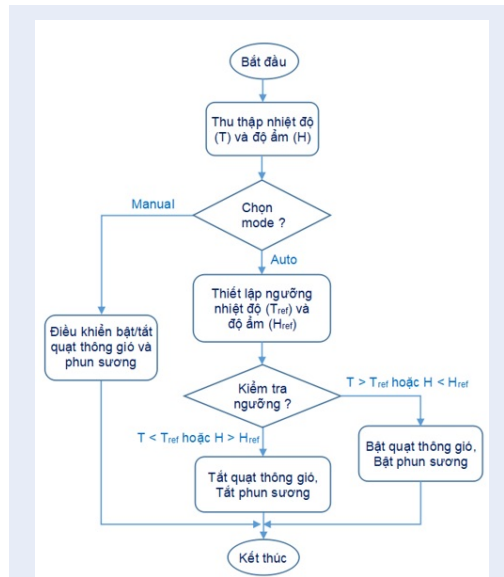 Bắt đầu
Thu thập nhiệt độ
(T) và độ ẩm (H)
Manual
Chọn
mode ?
Auto
Thiết lập ngưỡng
nhiệt độ (Tref) và
độ ẩm (Href)
Điều khiển bật/tắt
quạt thông gió và
phun sương
Kiểm tra
ngưỡng ?
T > Tref hoặc H < Href
T < Tref hoặc H > Href
Bật quạt thông gió,
Bật phun sương
Tắt quạt thông gió,
Tắt phun sương
Kết thúc